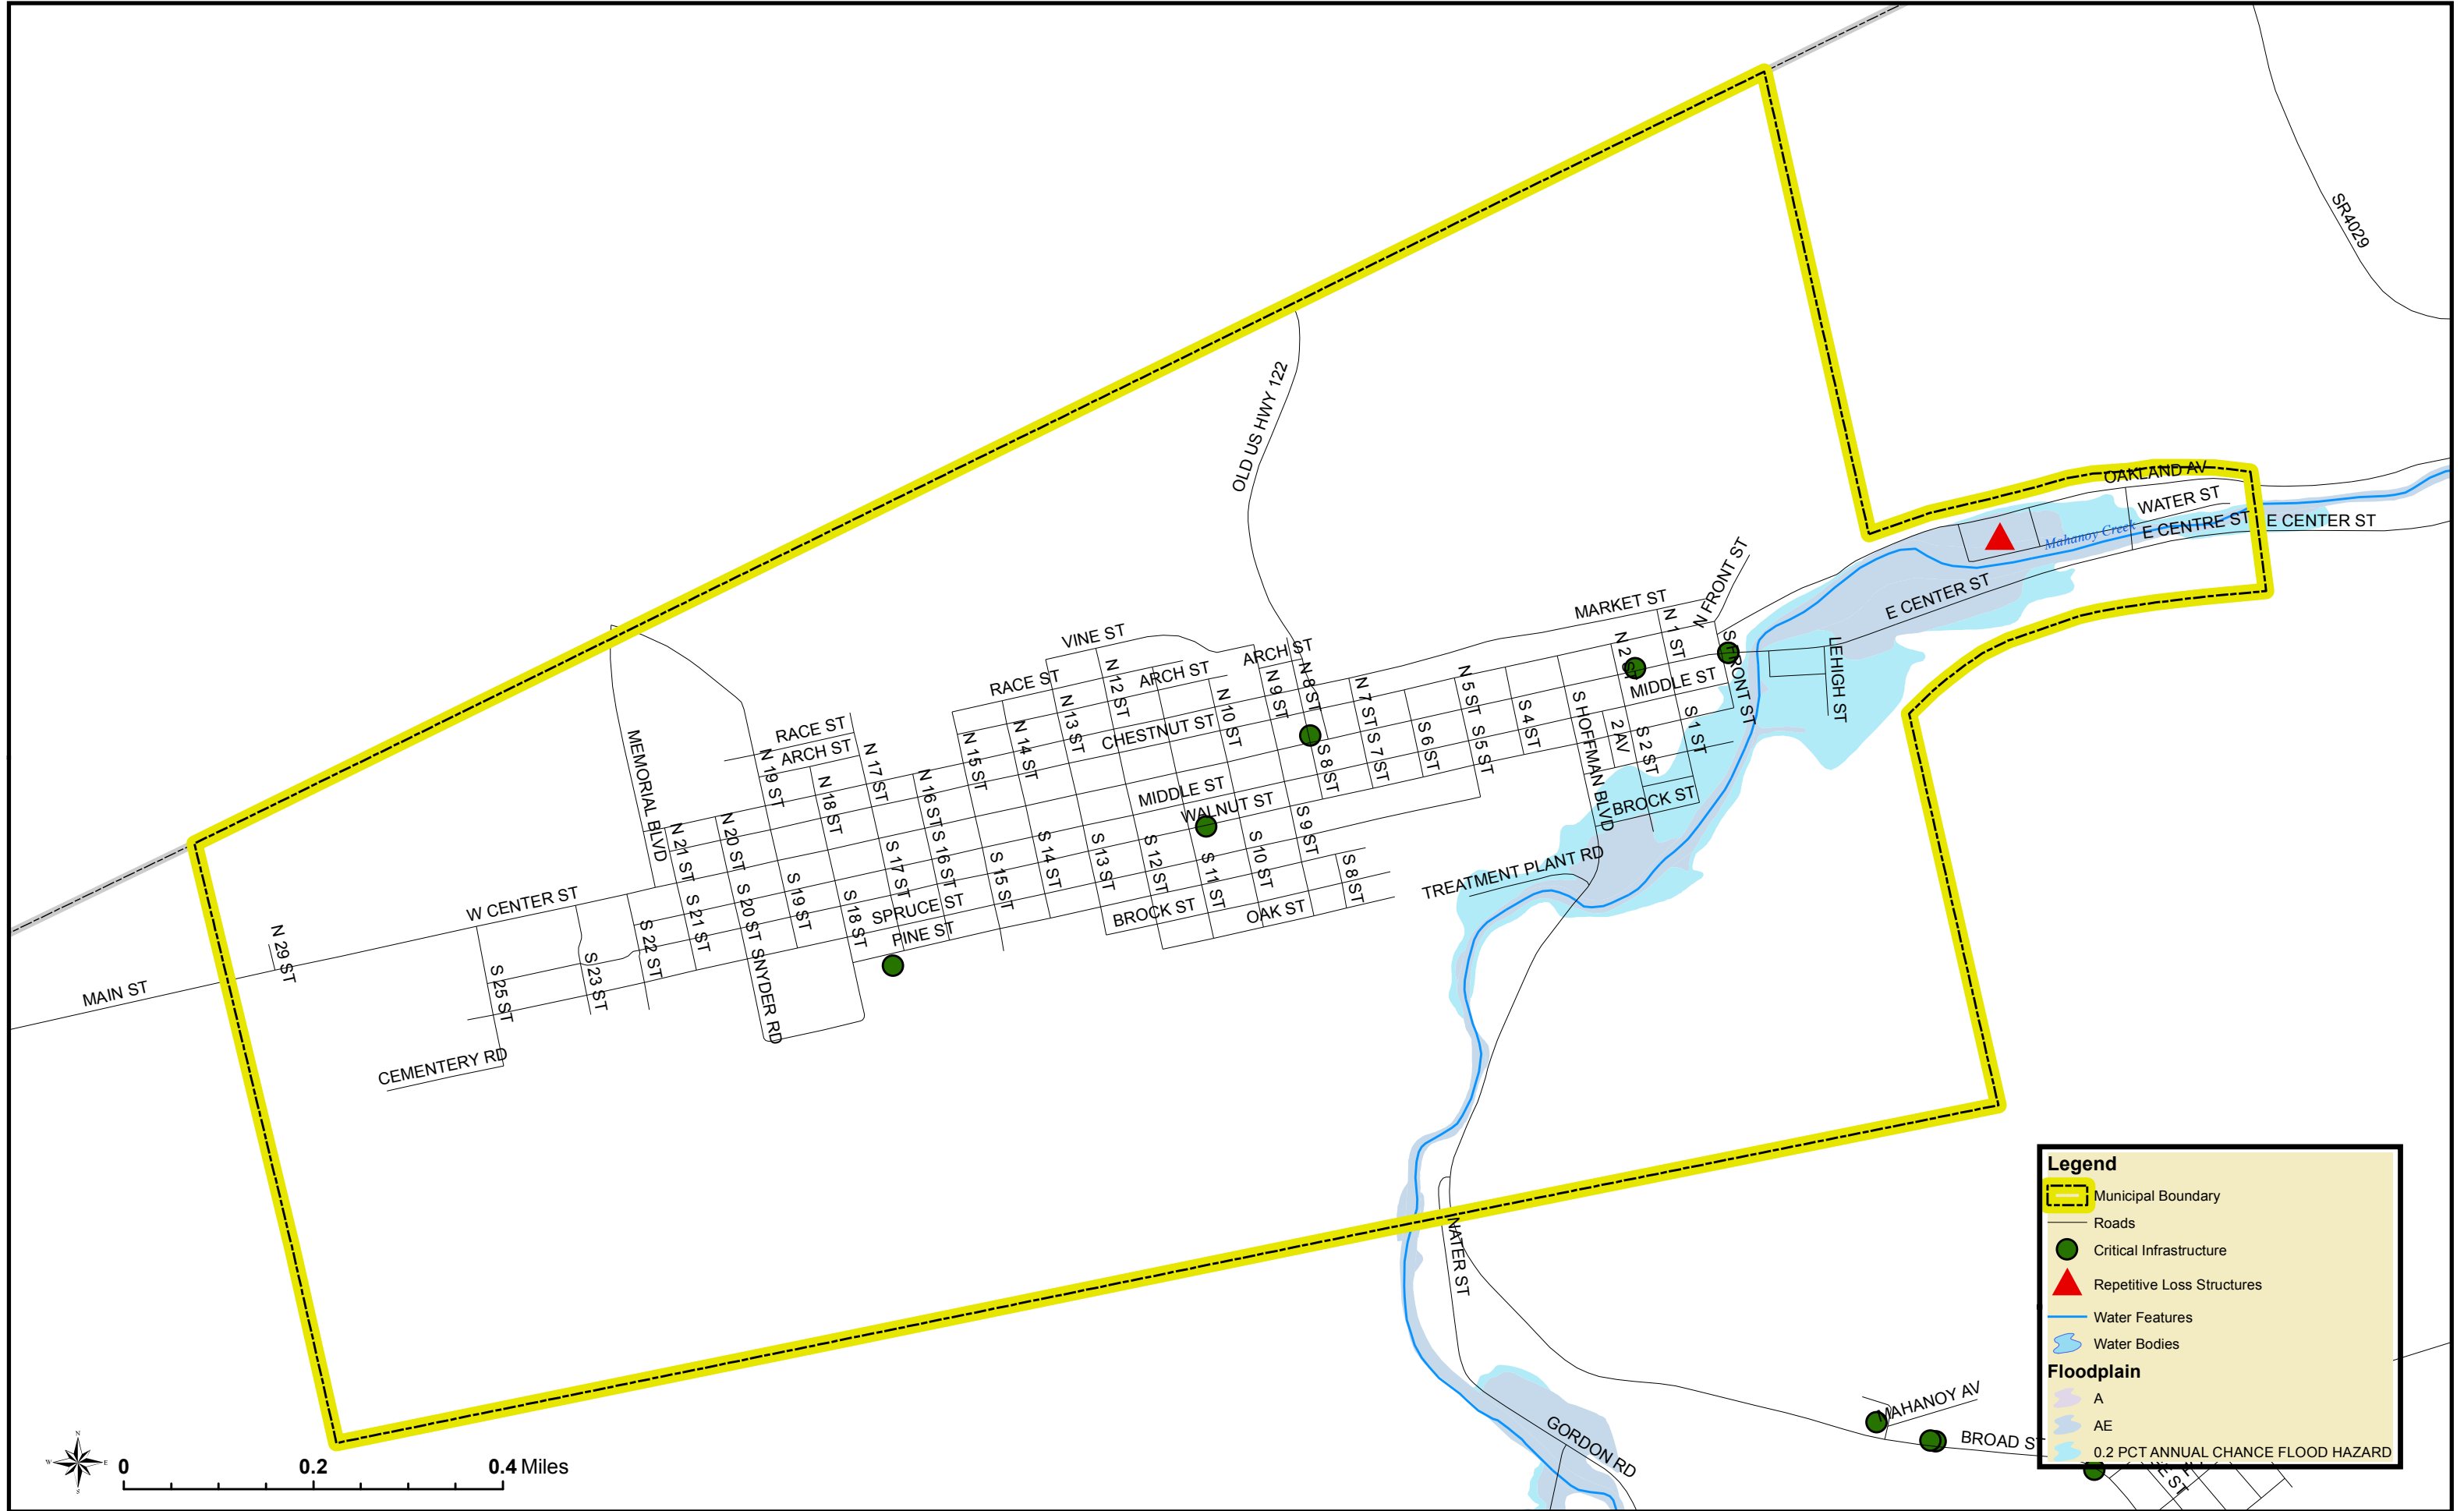 SR4029
OLD US HWY 122
OAKLAND AV
WATER ST
Mahanoy Creek
E CENTRE ST
E CENTER ST
E CENTER ST
N FRONT ST
MARKET ST
N 1 ST
N 2 ST
S FRONT ST
LEHIGH ST
MIDDLE ST
VINE ST
ARCH ST
RACE ST
ARCH ST
N 12 ST
N 13 ST
N 10 ST
N 9 ST
N 8 ST
N 7 ST
N 5 ST
S 7 ST
S 6 ST
S 5 ST
S 4 ST
S HOFFMAN BLVD
2 AV
S 2 ST
S 1 ST
CHESTNUT ST
RACE ST
ARCH ST
MEMORIAL BLVD
N 19 ST
N 18 ST
N 17 ST
N 16 ST
N 15 ST
N 14 ST
S 8 ST
MIDDLE ST
WALNUT ST
BROCK ST
N 21 ST
N 20 ST
S 9 ST
S 10 ST
S 11 ST
S 12 ST
S 13 ST
S 14 ST
S 15 ST
S 16 ST
S 17 ST
S 18 ST
S 19 ST
S 20 ST
S 21 ST
S 22 ST
S 23 ST
S 25 ST
S 8 ST
TREATMENT PLANT RD
W CENTER ST
SPRUCE ST
PINE ST
BROCK ST
OAK ST
N 29 ST
MAIN ST
SNYDER RD
CEMENTERY RD
WATER ST
MAHANOY AV
BROAD ST
GORDON RD
0 0.2 0.4 Miles
N
W E
S
Legend
Municipal Boundary
Roads
Critical Infrastructure
Repetitive Loss Structures
Water Features
Water Bodies
Floodplain
A
AE
0.2 PCT ANNUAL CHANCE FLOOD HAZARD